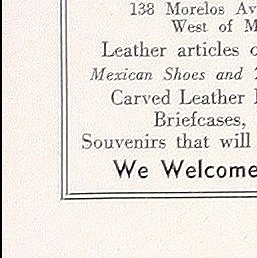 138 Morelos Av
West of M
Leather articles
Mexican Shoes and
Carved Leather
Briefcases,
Souvenirs that will
We Welcome